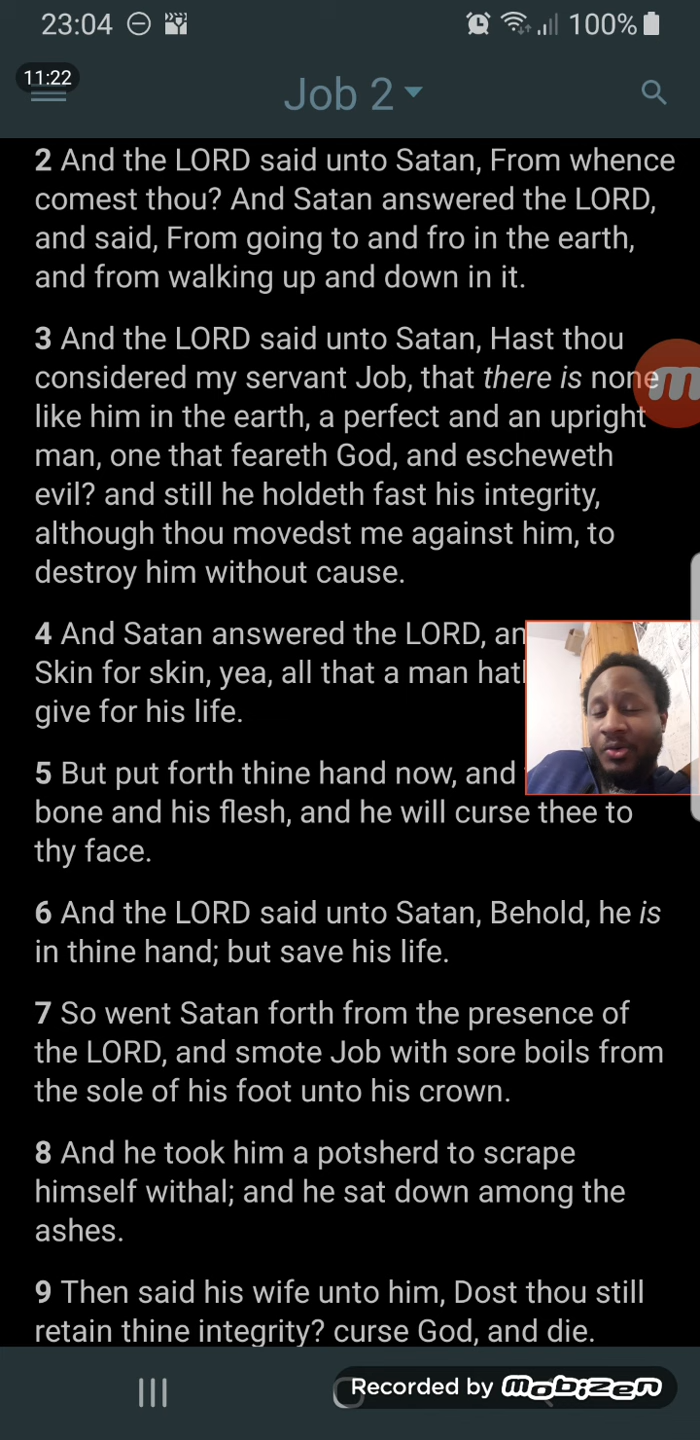 23:04 100%
11:22
Job 2
2 And the LORD said unto Satan, From whence
comest thou? And Satan answered the LORD,
and said, From going to and fro in the earth,
and from walking up and down in it.
3 And the LORD said unto Satan, Hast thou
considered my servant Job, that there is none
like him in the earth, a perfect and an upright
man, one that feareth God, and escheweth
evil? and still he holdeth fast his integrity,
although thou movedst me against him, to
destroy him without cause.
4 And Satan answered the LORD,
Skin for skin, yea, all that a man
give for his life.
5 But put forth thine hand now, and
bone and his flesh, and he will curse thee to
thy face.
6 And the LORD said unto Satan, Behold, he is
in thine hand; but save his life.
7 So went Satan forth from the presence of
the LORD, and smote Job with sore boils from
the sole of his foot unto his crown.
8 And he took him a potsherd to scrape
himself withal; and he sat down among the
ashes.
9 Then said his wife unto him, Dost thou still
retain thine integrity? curse God, and die.
Recorded by mobizen